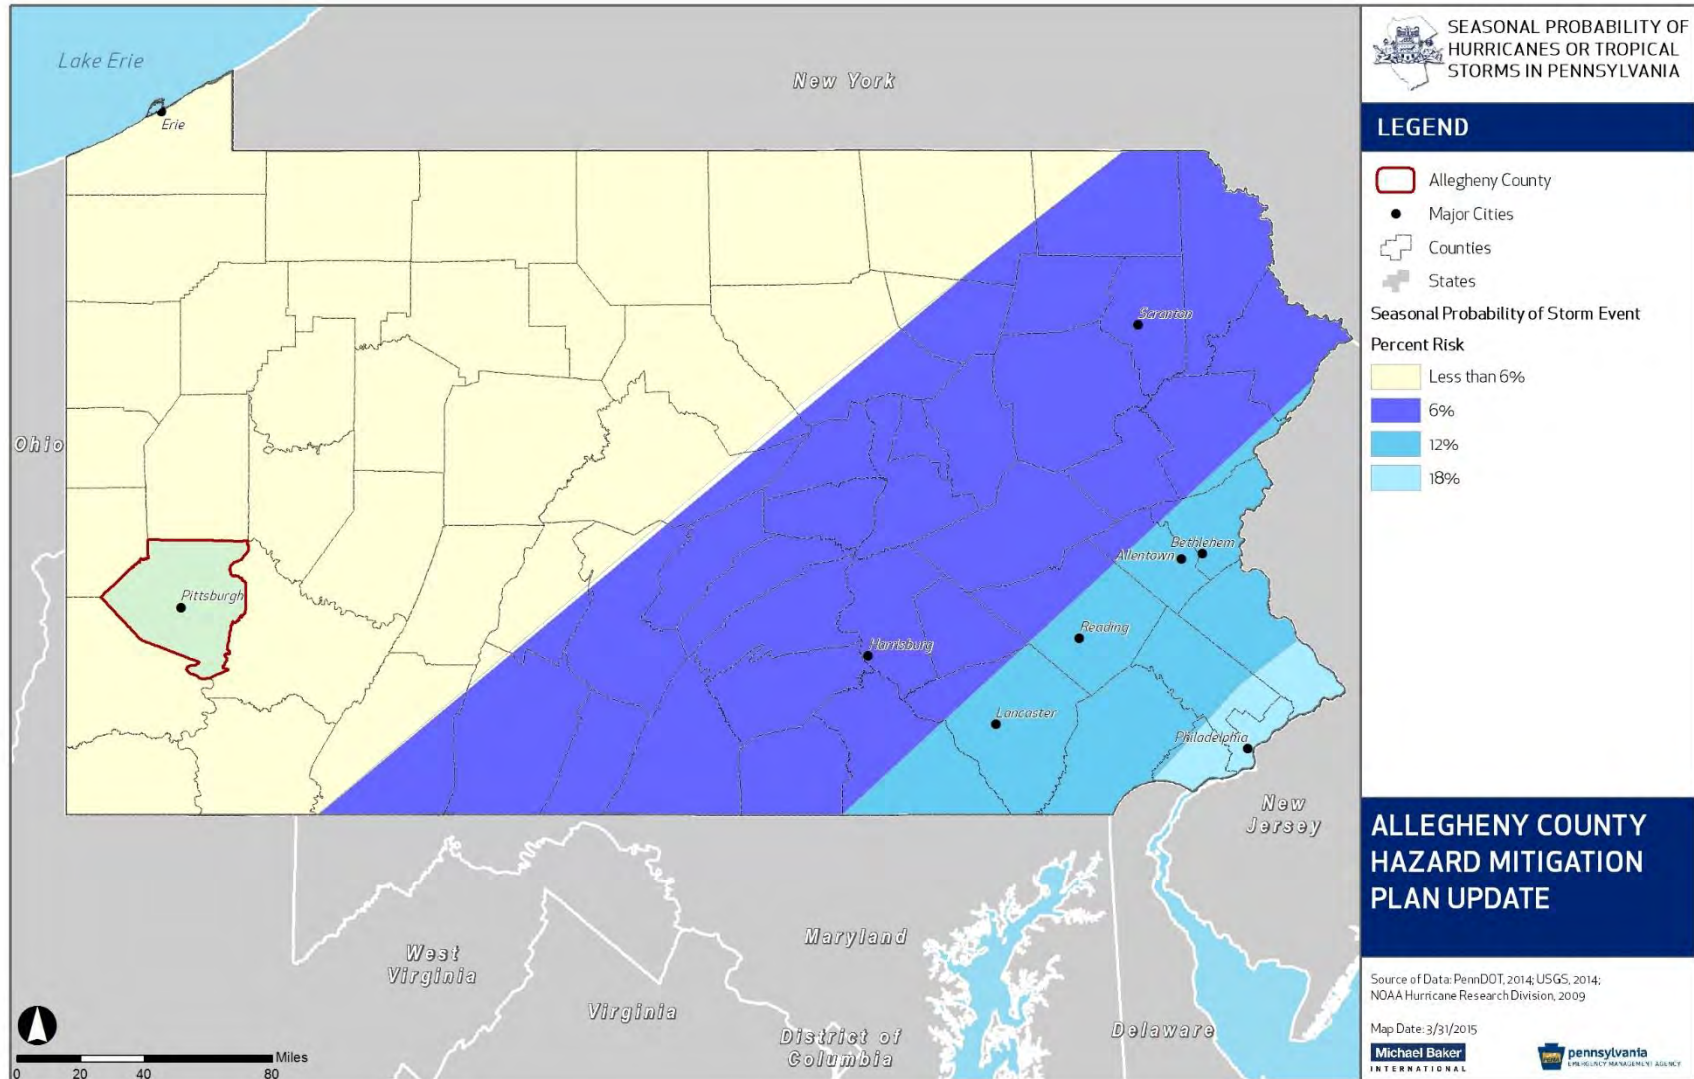 Lake Erie
Erie
New York
Ohio
Scranton
Bethlehem
Allentown
Pittsburgh
Reading
Harrisburg
Lancaster
Philadelphia
New
Jersey
West
Virginia
Maryland
Virginia
District of
Columbia
Delaware
Miles
0 20 40 80
SEASONAL PROBABILITY OF
HURRICANES OR TROPICAL
STORMS IN PENNSYLVANIA
LEGEND
Allegheny County
Major Cities
Counties
States
Seasonal Probability of Storm Event
Percent Risk
Less than 6%
6%
12%
18%
ALLEGHENY COUNTY
HAZARD MITIGATION
PLAN UPDATE
Source of Data: PennDOT, 2014; USGS, 2014;
NOAA Hurricane Research Division, 2009
Map Date: 3/31/2015
Michael Baker
INTERNATIONAL
pennsylvania
EMERGENCY MANAGEMENT AGENCY